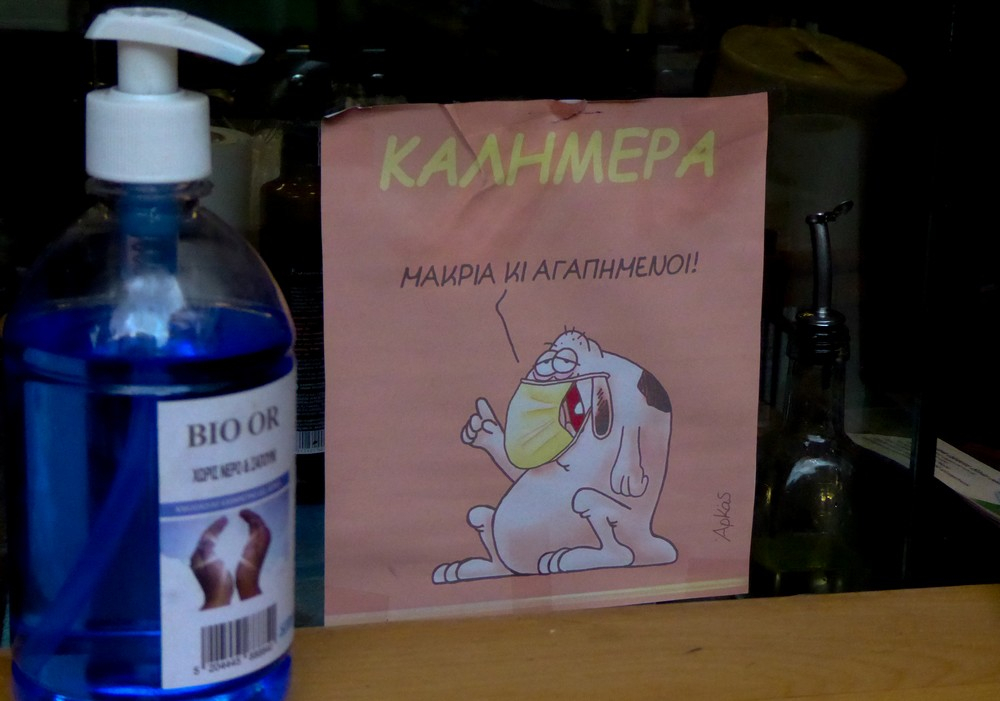 ΚΑΛΗΜΕΡΑ
ΜΑΚΡΙΑ ΚΙ ΑΓΑΠΗΜΕΝΟΙ!
Αρκάς
BIO OR
ΧΩΡΙΣ ΝΕΡΟ & ΣΑΠΟΥΝΙ